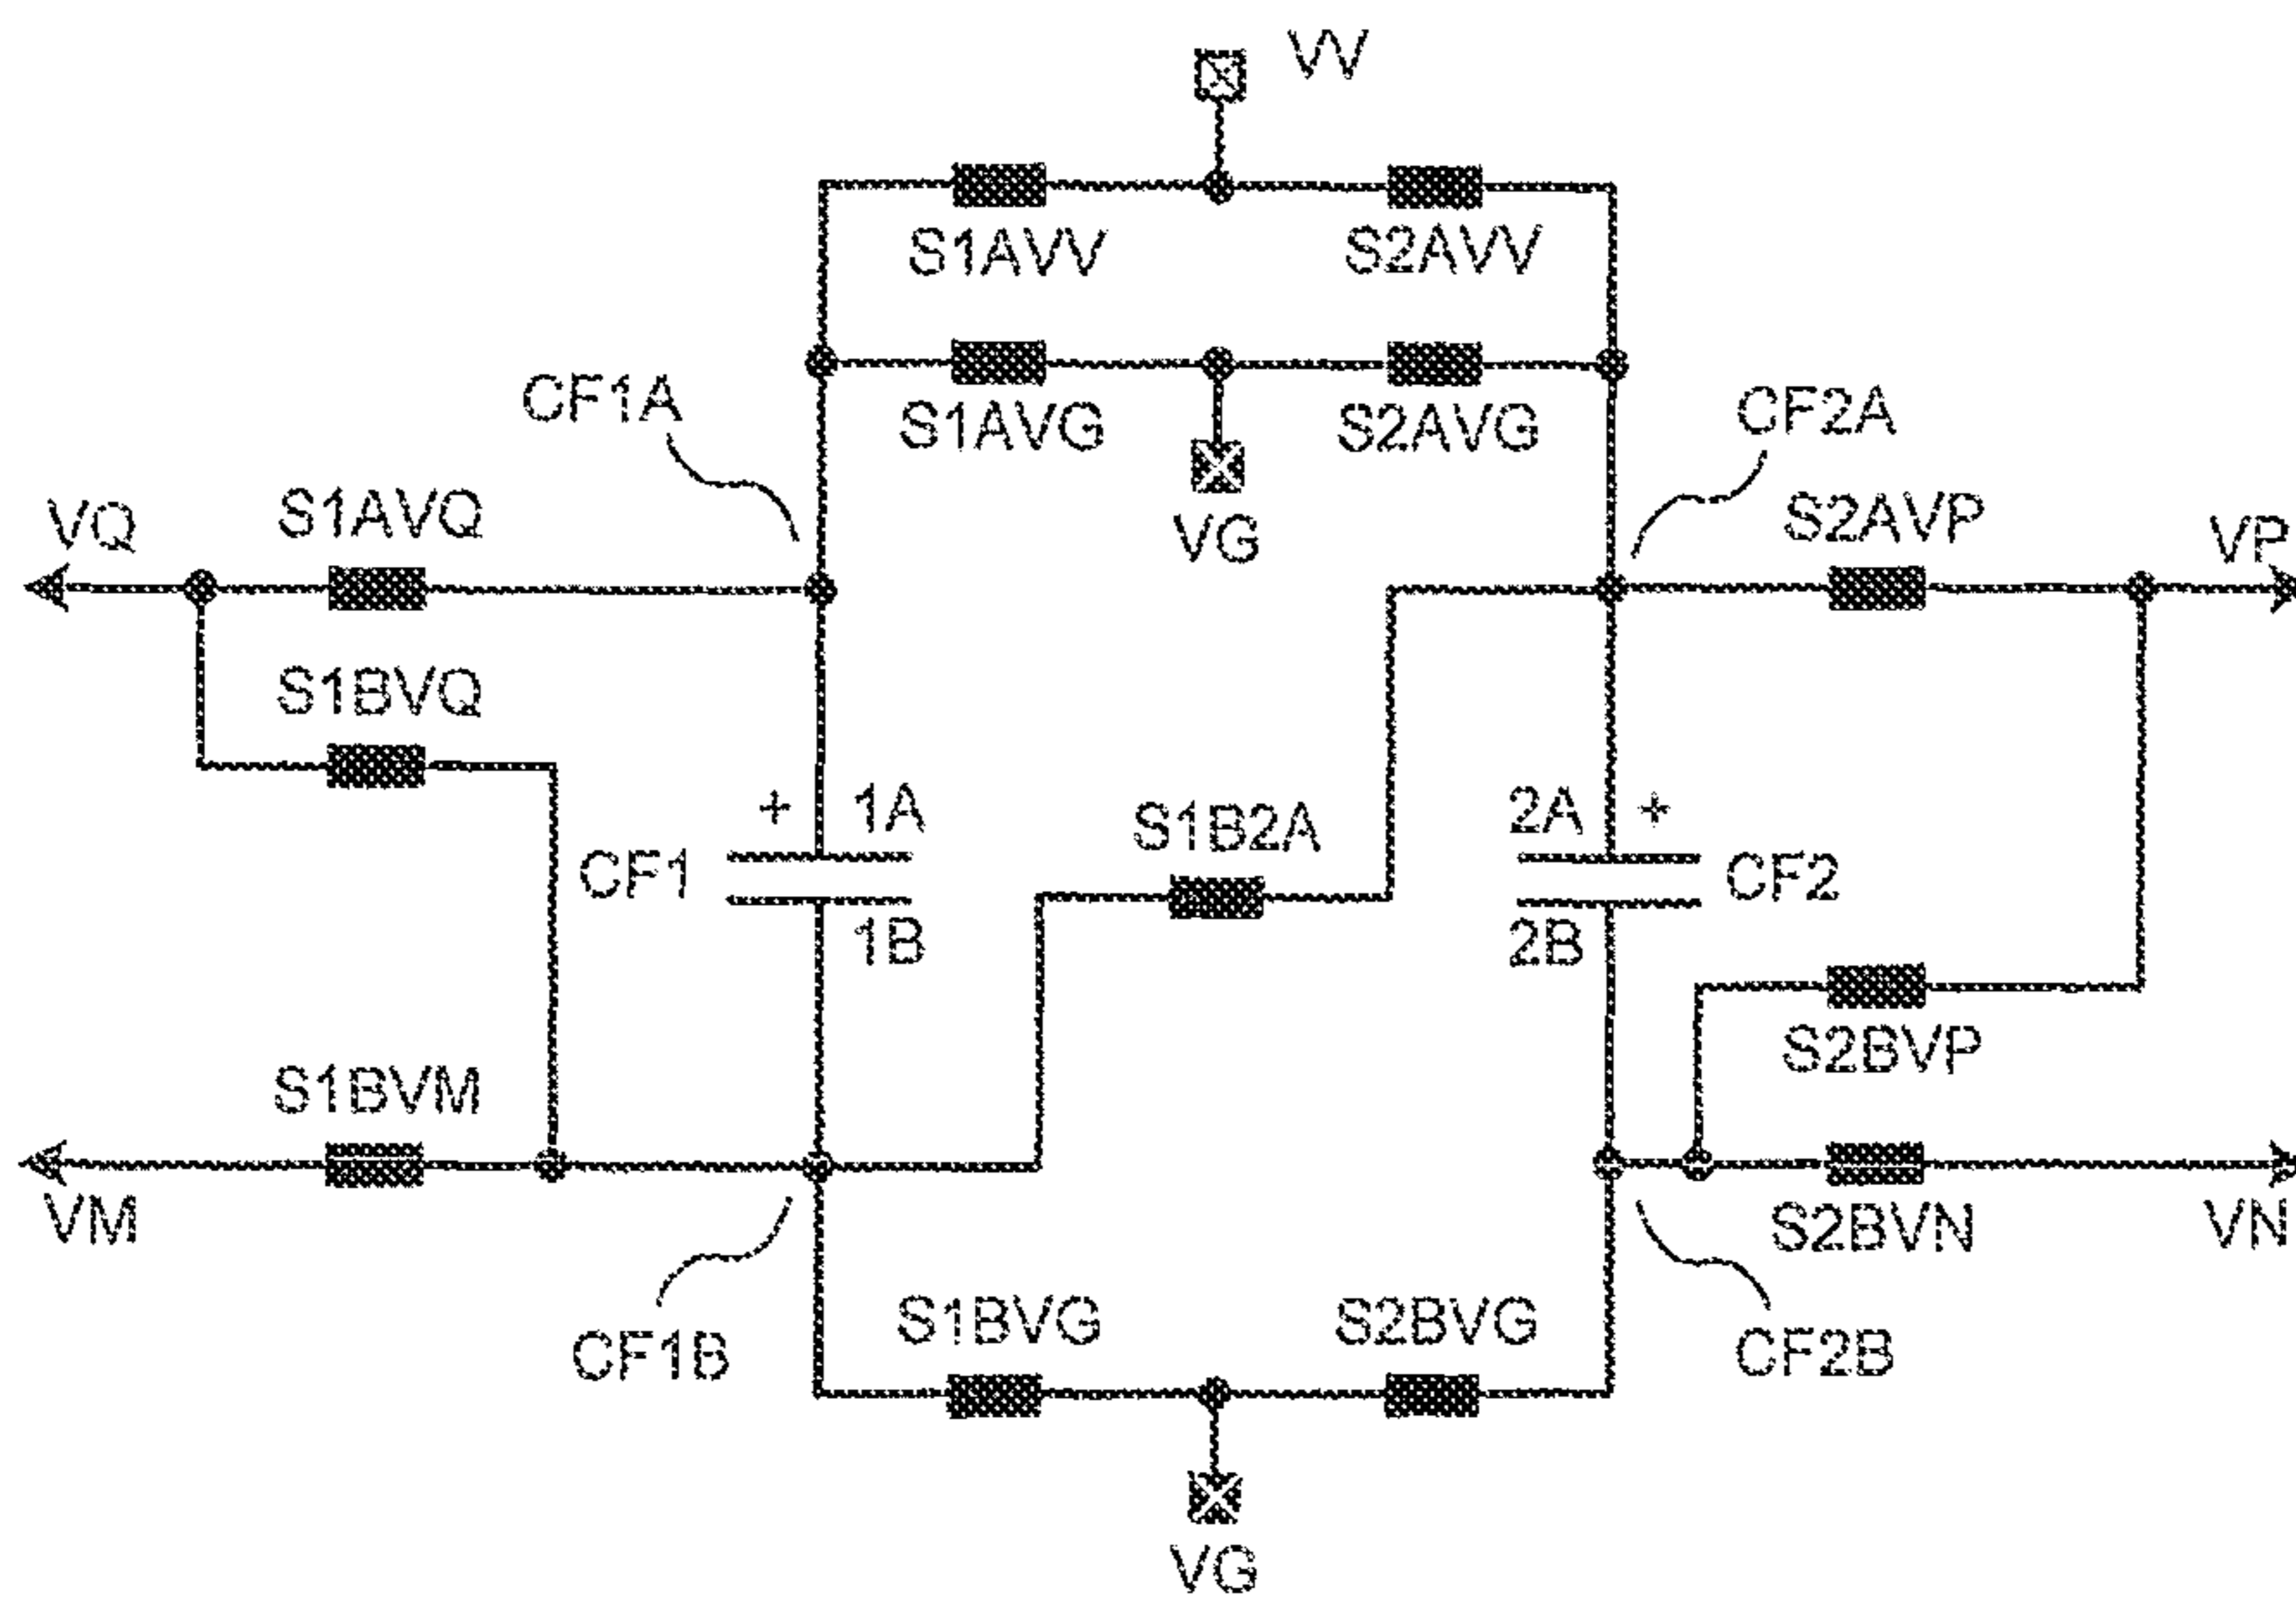 VV
S1AVV
S2AVV
CF1A
S1AVG
S2AVG
CF2A
VQ
S1AVQ
VG
S2AVP
VP
S1BVQ
+
1A
S1B2A
2A
+
CF1
CF2
1B
2B
S2BVP
S1BVM
VM
S2BVN
VN
S1BVG
S2BVG
CF1B
CF2B
VG